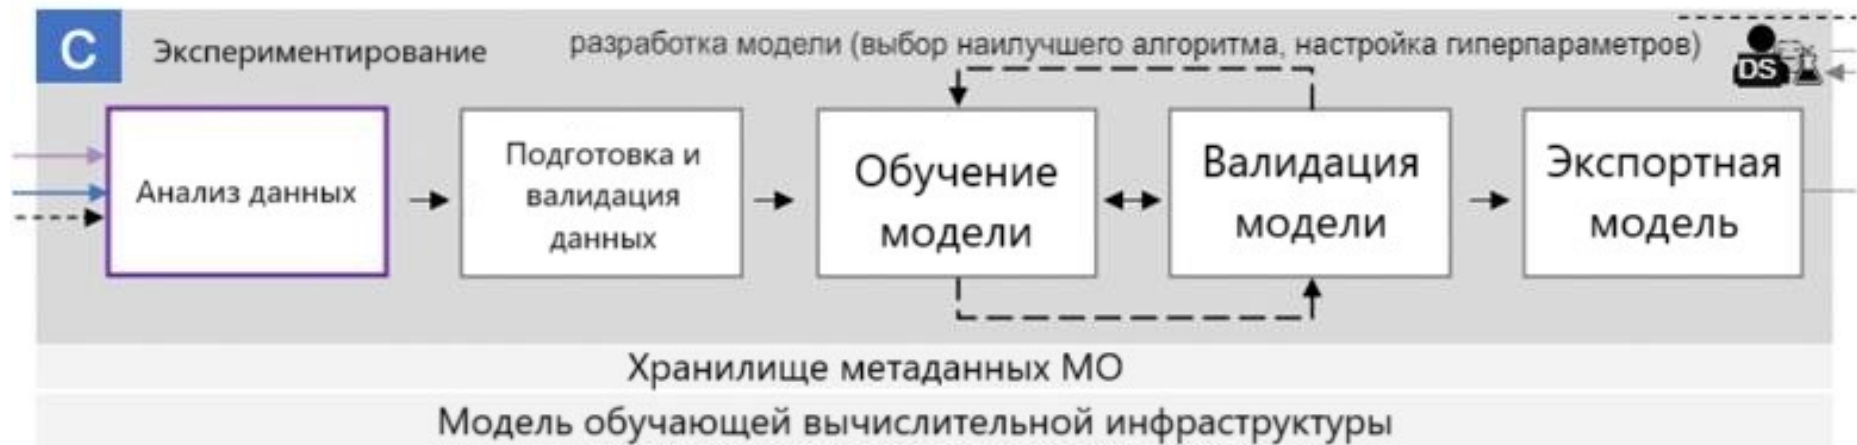 C
Экспериментирование
разработка модели (выбор наилучшего алгоритма, настройка гиперпараметров)
DS
Анализ данных
Подготовка и
валидация
данных
Обучение
модели
Валидация
модели
Экспортная
модель
Хранилище метаданных МО
Модель обучающей вычислительной инфраструктуры